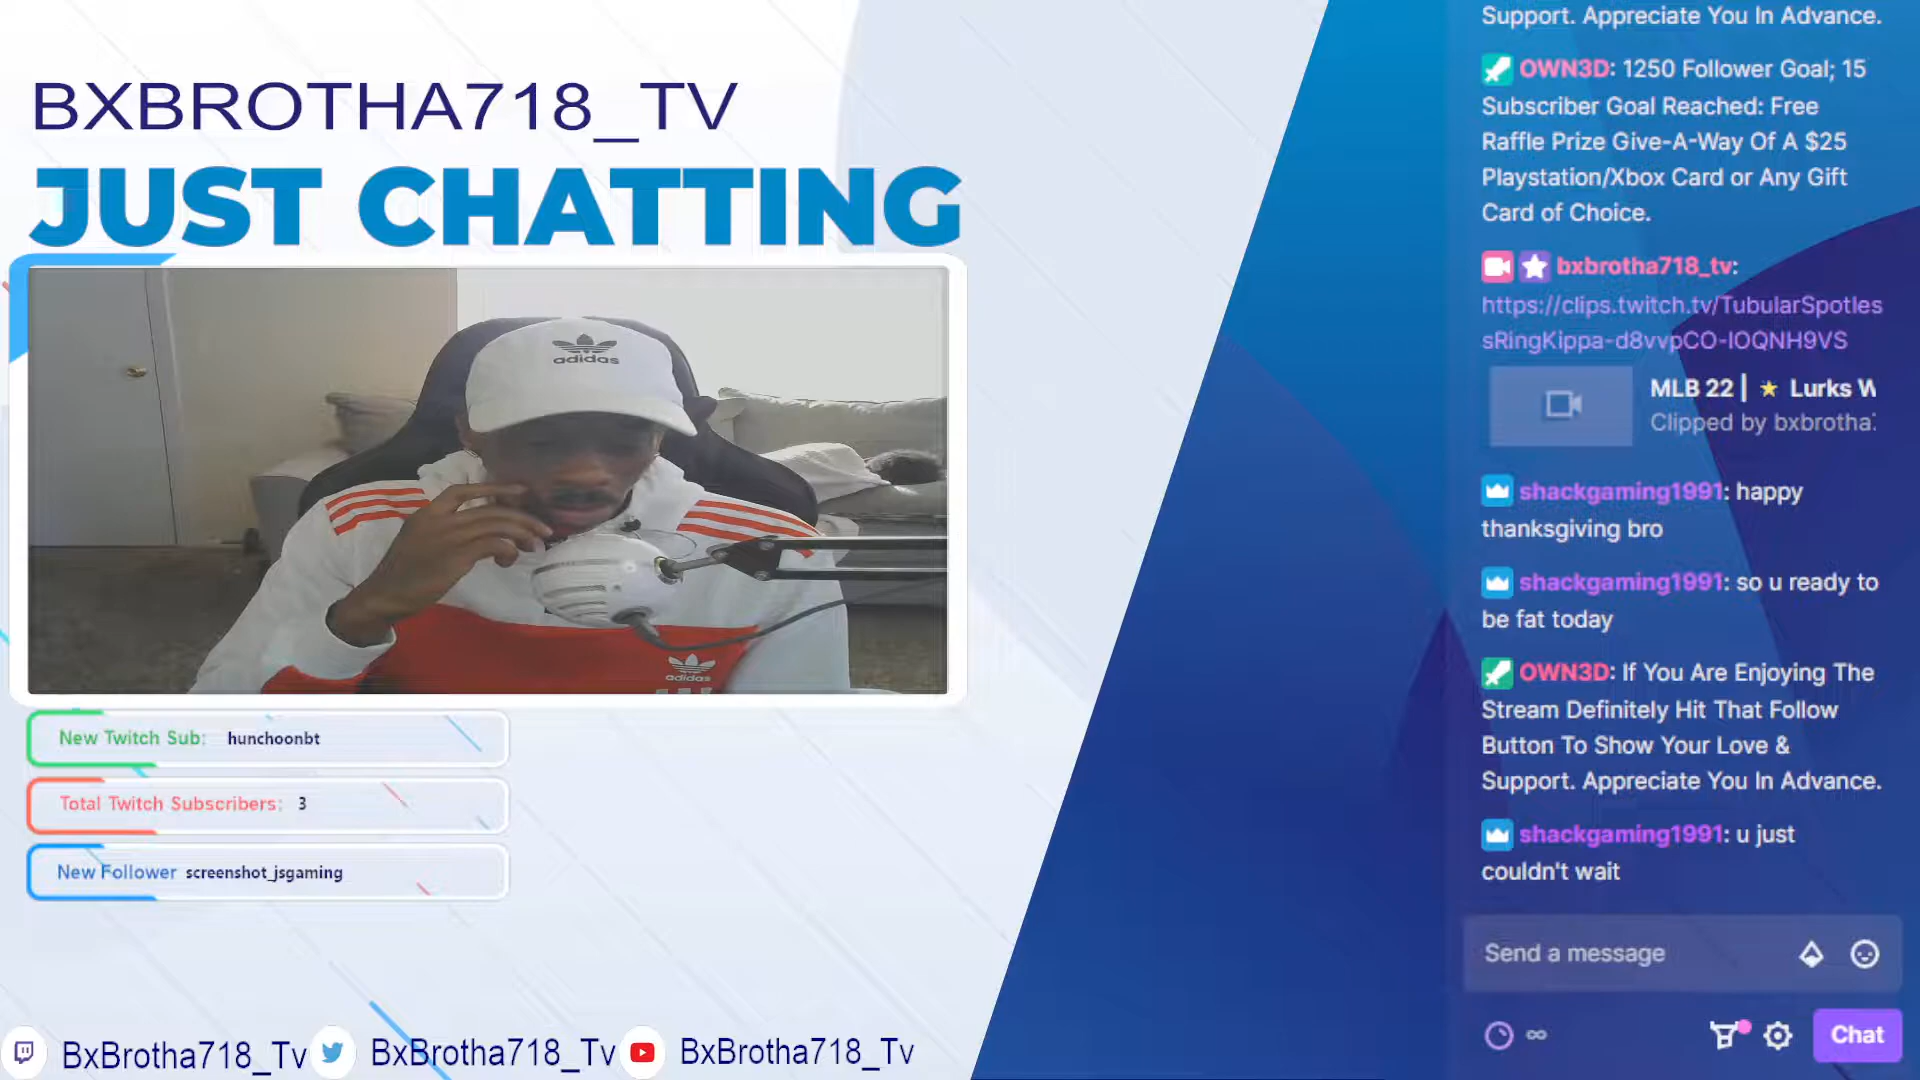 BXBROTHA718_TV
JUST CHATTING
adidas
adidas
New Twitch Sub: hunchoonbt
Total Twitch Subscribers: 3
New Follower screenshot_jsgaming
BxBrotha718_Tv BxBrotha718_Tv BxBrotha718_Tv
Support. Appreciate You In Advance.
OWN3D: 1250 Follower Goal; 15
Subscriber Goal Reached: Free
Raffle Prize Give-A-Way Of A $25
Playstation/Xbox Card or Any Gift
Card of Choice.
bxbrotha718_tv:
https://clips.twitch.tv/TubularSpotles
sRingKippa-d8vvpCO-IOQNH9VS
MLB 22 | ⭐ Lurks W
Clipped by bxbrotha
shackgaming1991: happy
thanksgiving bro
shackgaming1991: so u ready to
be fat today
OWN3D: If You Are Enjoying The
Stream Definitely Hit That Follow
Button To Show Your Love &
Support. Appreciate You In Advance.
shackgaming1991: u just
couldn't wait
Send a message
∞
Chat